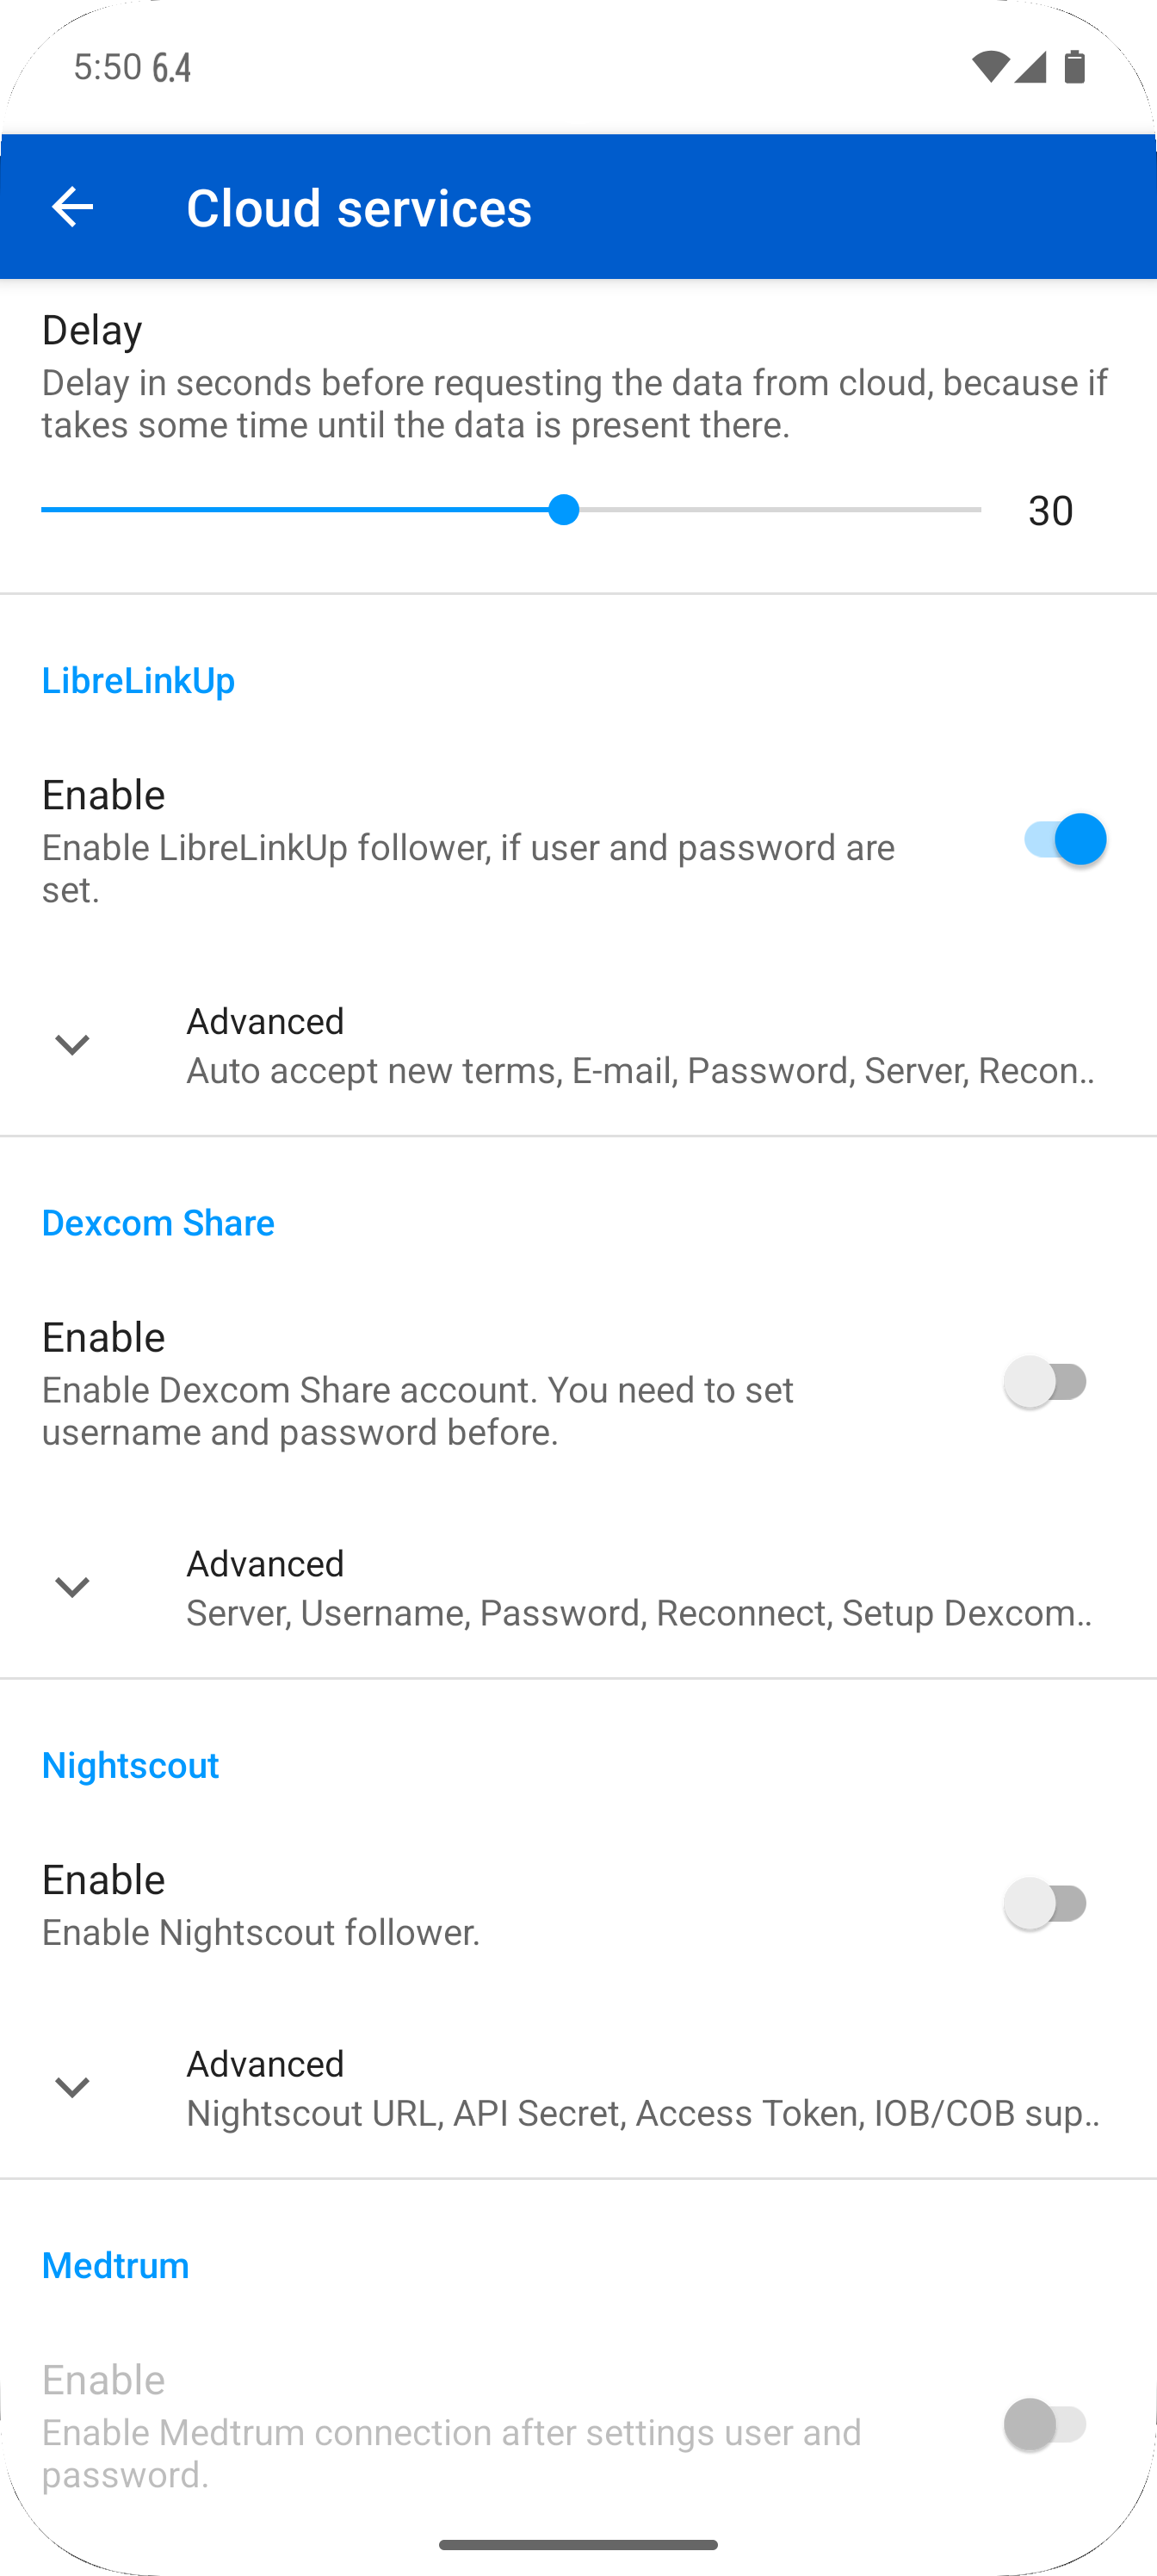 5:50 6.4
Cloud services
Delay
Delay in seconds before requesting the data from cloud, because if
takes some time until the data is present there.
30
LibreLinkUp
Enable
Enable LibreLinkUp follower, if user and password are
set.
Advanced
Auto accept new terms, E-mail, Password, Server, Recon..
Dexcom Share
Enable
Enable Dexcom Share account. You need to set
username and password before.
Advanced
Server, Username, Password, Reconnect, Setup Dexcom..
Nightscout
Enable
Enable Nightscout follower.
Advanced
Nightscout URL, API Secret, Access Token, IOB/COB sup..
Medtrum
Enable
Enable Medtrum connection after settings user and
password.